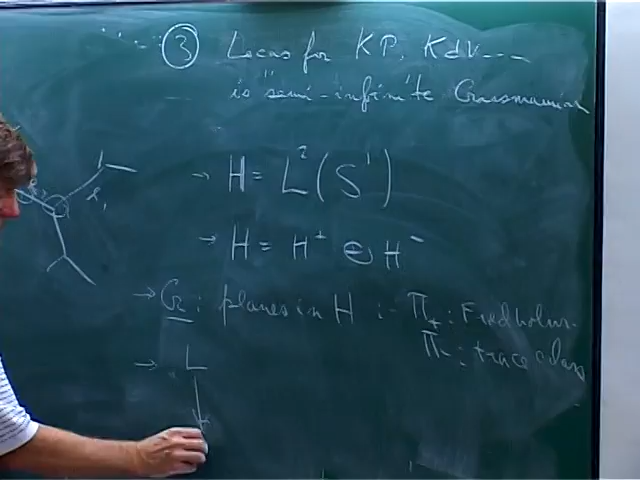 ③ Locus for KP, KdV ---
is "semi-infinite Grassmannian
→ H = L²(S¹)
→ H = H⁺ ⊕ H⁻
→ Gr : planes in H :- Π₊ : Fredholm.
Π₋ : trace class
→ L